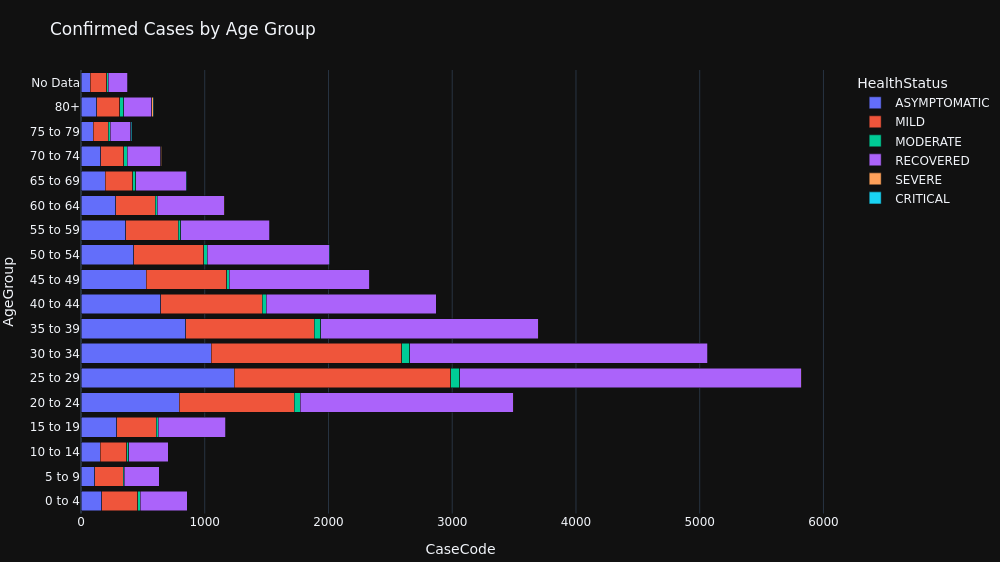 Confirmed Cases by Age Group
HealthStatus
ASYMPTOMATIC
MILD
MODERATE
RECOVERED
SEVERE
CRITICAL
AgeGroup
No Data
80+
75 to 79
70 to 74
65 to 69
60 to 64
55 to 59
50 to 54
45 to 49
40 to 44
35 to 39
30 to 34
25 to 29
20 to 24
15 to 19
10 to 14
5 to 9
0 to 4
0 1000 2000 3000 4000 5000 6000
CaseCode